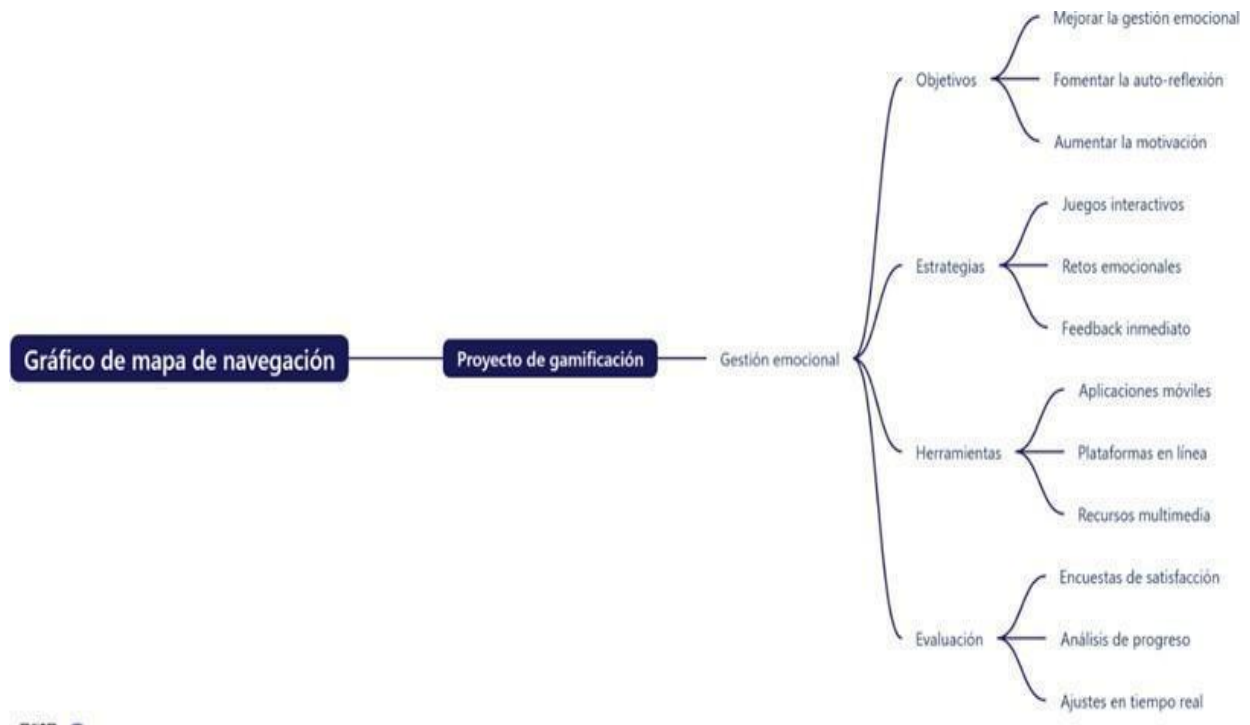 Gráfico de mapa de navegación
Proyecto de gamificación
Gestión emocional
Objetivos
Mejorar la gestión emocional
Fomentar la auto-reflexión
Aumentar la motivación
Estrategias
Juegos interactivos
Retos emocionales
Feedback inmediato
Herramientas
Aplicaciones móviles
Plataformas en línea
Recursos multimedia
Evaluación
Encuestas de satisfacción
Análisis de progreso
Ajustes en tiempo real